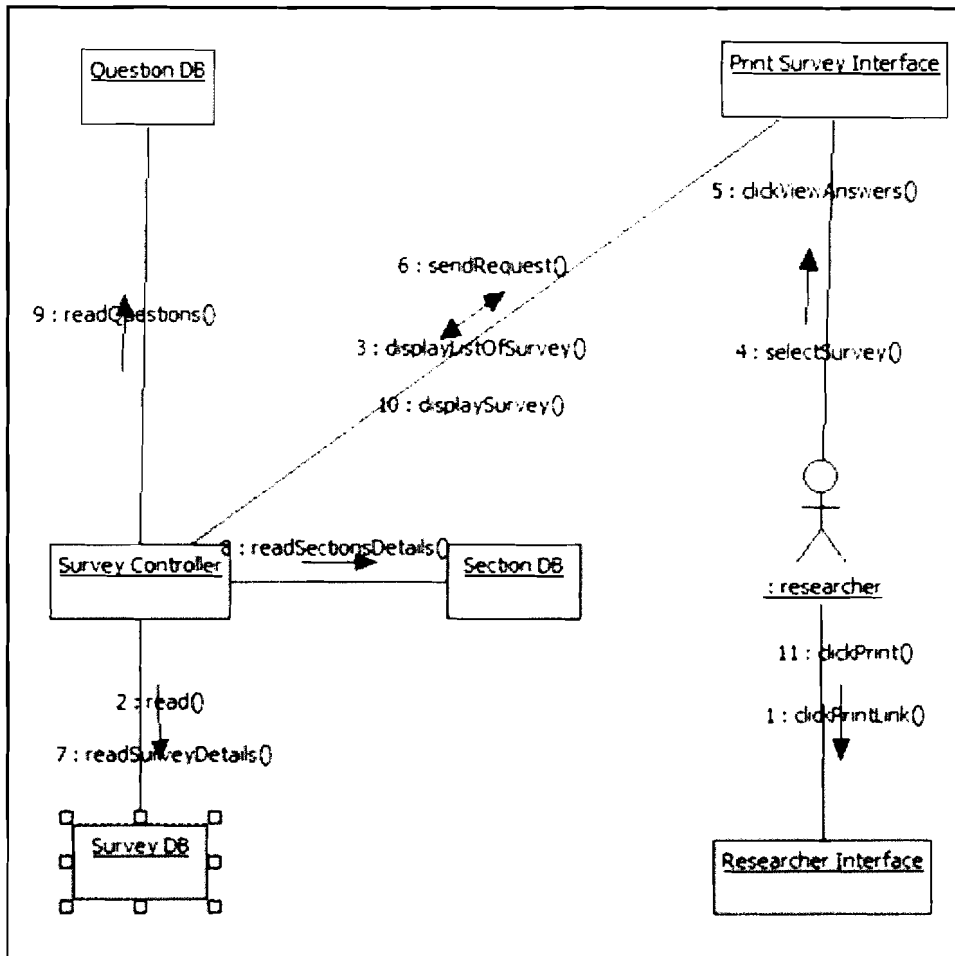 Question DB
Print Survey Interface
5 : clickViewAnswers()
6 : sendRequest()
9 : readQuestions()
3 : displayListOfSurvey()
4 : selectSurvey()
10 : displaySurvey()
8 : readSectionsDetails()
Survey Controller
Section DB
: researcher
11 : clickPrint()
2 : read()
1 : clickPrintLink()
7 : readSurveyDetails()
Survey DB
Researcher Interface